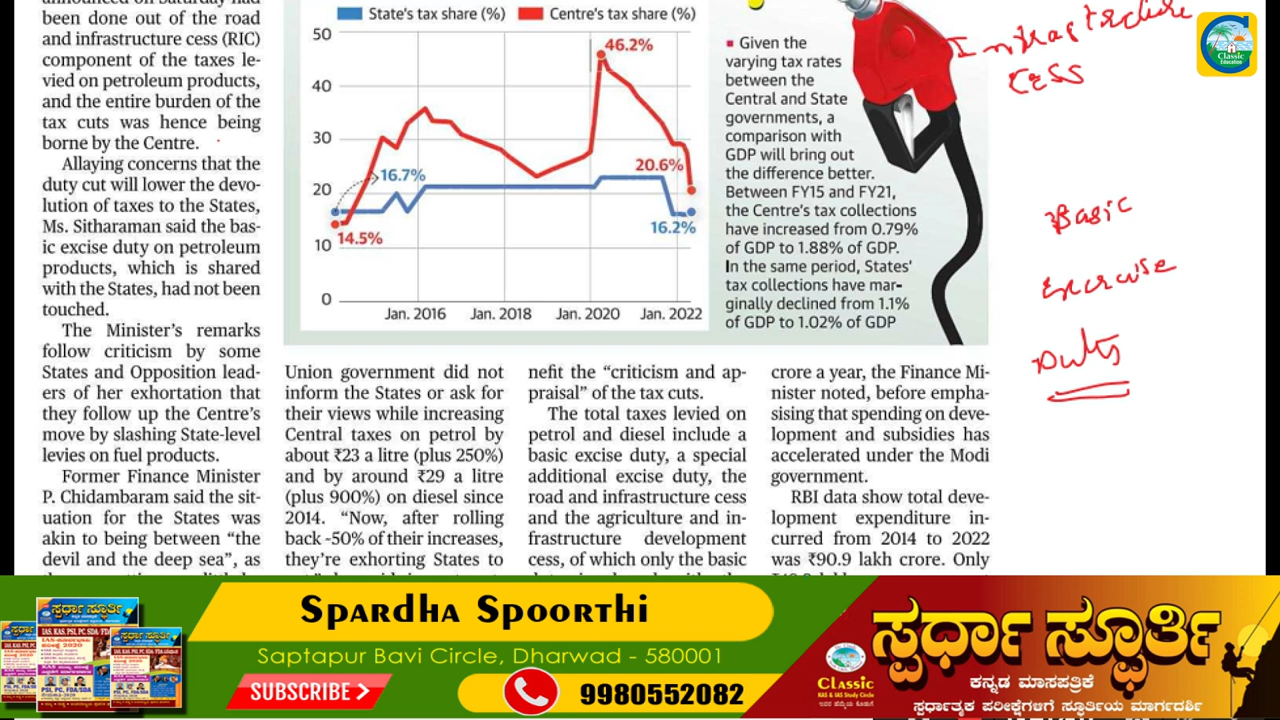 announced on Saturday had
been done out of the road
and infrastructure cess (RIC)
component of the taxes le-
vied on petroleum products,
and the entire burden of the
tax cuts was hence being
borne by the Centre.
Allaying concerns that the
duty cut will lower the devo-
lution of taxes to the States,
Ms. Sitharaman said the bas-
ic excise duty on petroleum
products, which is shared
with the States, had not been
touched.
The Minister's remarks
follow criticism by some
States and Opposition lead-
ers of her exhortation that
they follow up the Centre's
move by slashing State-level
levies on fuel products.
Former Finance Minister
P. Chidambaram said the sit-
uation for the States was
akin to being between "the
devil and the deep sea", as
State's tax share (%)
Centre's tax share (%)
50
40
30
20
10
0
46.2%
16.7%
14.5%
20.6%
16.2%
Jan. 2016
Jan. 2018
Jan. 2020
Jan. 2022
Given the
varying tax rates
between the
Central and State
governments, a
comparison with
GDP will bring out
the difference better.
Between FY15 and FY21,
the Centre's tax collections
have increased from 0.79%
of GDP to 1.88% of GDP.
In the same period, States'
tax collections have mar-
ginally declined from 1.1%
of GDP to 1.02% of GDP
Union government did not
inform the States or ask for
their views while increasing
Central taxes on petrol by
about ₹23 a litre (plus 250%)
and by around ₹29 a litre
(plus 900%) on diesel since
2014. "Now, after rolling
back ~50% of their increases,
they're exhorting States to
nefit the "criticism and ap-
praisal" of the tax cuts.
The total taxes levied on
petrol and diesel include a
basic excise duty, a special
additional excise duty, the
road and infrastructure cess
and the agriculture and in-
frastructure development
cess, of which only the basic
crore a year, the Finance Mi-
nister noted, before empha-
sising that spending on deve-
lopment and subsidies has
accelerated under the Modi
government.
RBI data show total deve-
lopment expenditure in-
curred from 2014 to 2022
was ₹90.9 lakh crore. Only
Infrastructure
CESS
Basic
Duty
Classic
Education
Spardha Spoorthi
Saptapur Bavi Circle, Dharwad - 580001
SUBSCRIBE
9980552082
Classic
KAS & IAS Study Circle
ಸ್ಪರ್ಧಾ ಸ್ಫೂರ್ತಿ
ಕನ್ನಡ ಮಾಸಪತ್ರಿಕೆ
ಸ್ಪರ್ಧಾತ್ಮಕ ಪರೀಕ್ಷೆಗಳಿಗೆ ಸ್ಫೂರ್ತಿಯ ಮಾರ್ಗದರ್ಶಿ